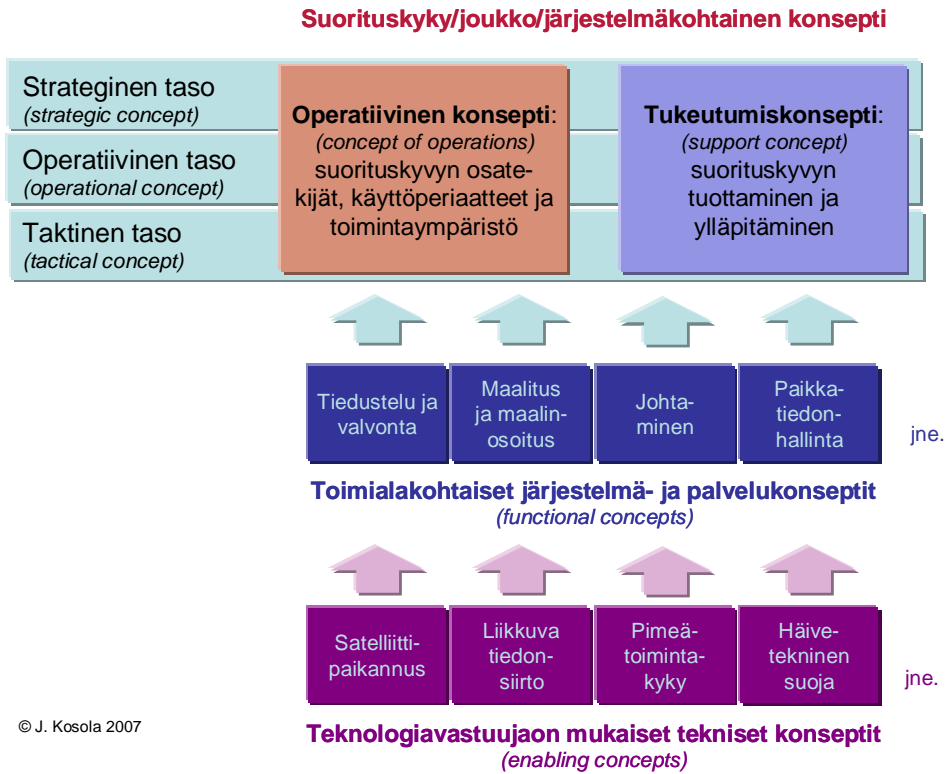 Suorituskyky/joukko/järjestelmäkohtainen konsepti
Strateginen taso
(strategic concept)
Operatiivinen taso
(operational concept)
Taktinen taso
(tactical concept)
Operatiivinen konsepti:
(concept of operations)
suorituskyvyn osate-
kijät, käyttöperiaatteet ja
toimintaympäristö
Tukeutumiskonsepti:
(support concept)
suorituskyvyn
tuottaminen ja
ylläpitäminen
Tiedustelu ja
valvonta
Maalitus
ja maalin-
osoitus
Johta-
minen
Paikka-
tiedon-
hallinta
jne.
Toimialakohtaiset järjestelmä- ja palvelukonseptit
(functional concepts)
Satelliitti-
paikannus
Liikkuva
tiedon-
siirto
Pimeä-
toiminta-
kyky
Häive-
tekninen
suoja
jne.
© J. Kosola 2007
Teknologiavastuujaon mukaiset tekniset konseptit
(enabling concepts)